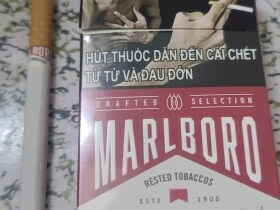 HÚT THUỐC DẪN ĐẾN CÁI CHẾT
TỪ TỪ VÀ ĐAU ĐỚN
CRAFTED SELECTION
MARLBORO
RESTED TOBACCOS
ESTD 1908